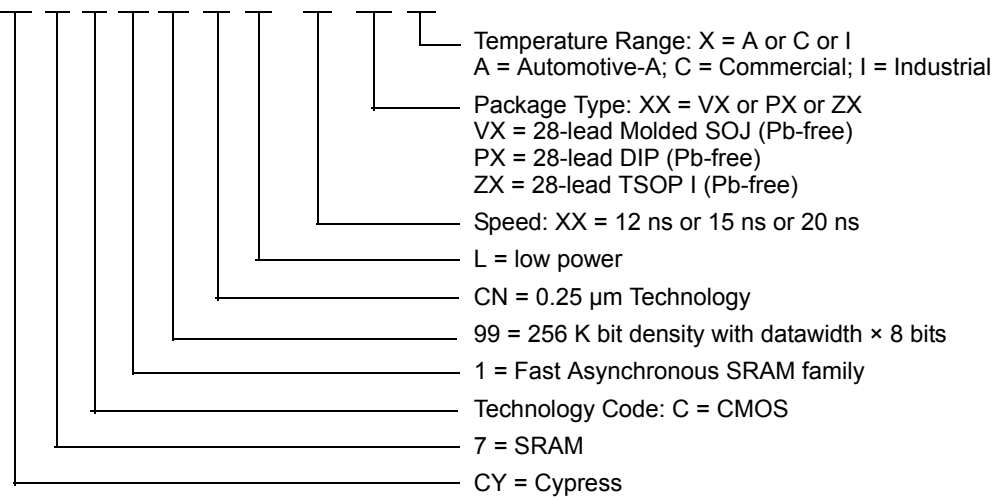 Temperature Range: X = A or C or I
A = Automotive-A; C = Commercial; I = Industrial
Package Type: XX = VX or PX or ZX
VX = 28-lead Molded SOJ (Pb-free)
PX = 28-lead DIP (Pb-free)
ZX = 28-lead TSOP I (Pb-free)
Speed: XX = 12 ns or 15 ns or 20 ns
L = low power
CN = 0.25 µm Technology
99 = 256 K bit density with datawidth × 8 bits
1 = Fast Asynchronous SRAM family
Technology Code: C = CMOS
7 = SRAM
CY = Cypress